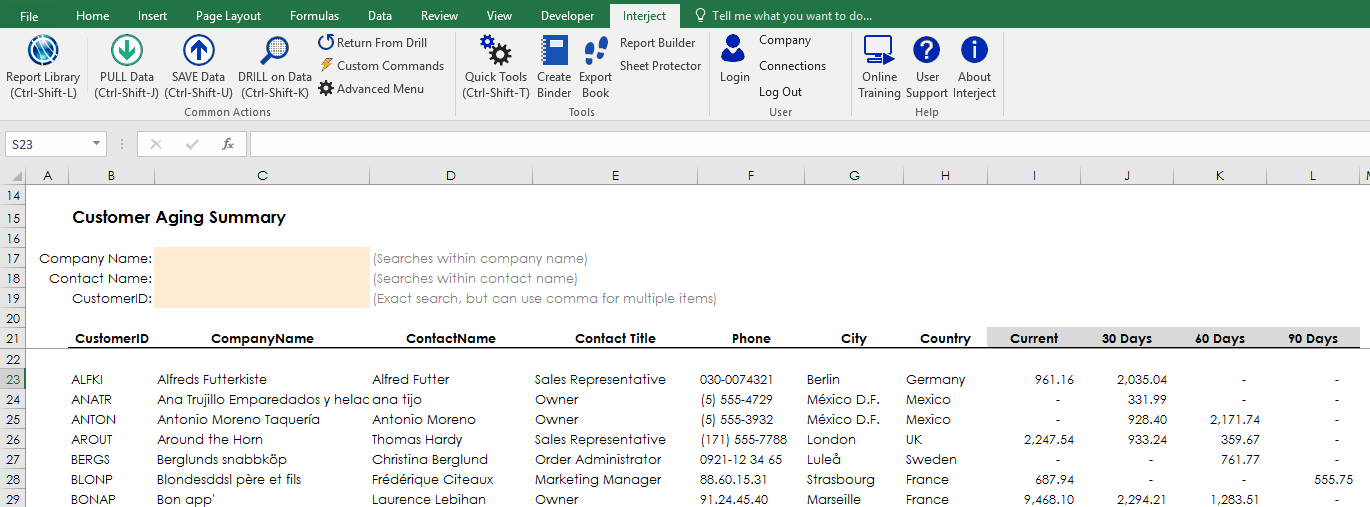 File Home Insert Page Layout Formulas Data Review View Developer Interject Tell me what you want to do...
Report Library (Ctrl-Shift-L)
PULL Data (Ctrl-Shift-J)
SAVE Data (Ctrl-Shift-U)
DRILL on Data (Ctrl-Shift-K)
Return From Drill
Custom Commands
Advanced Menu
Common Actions
Quick Tools (Ctrl-Shift-T)
Create Binder
Export Book
Report Builder
Sheet Protector
Tools
Login
Company
Connections
Log Out
User
Online Training
User Support
About Interject
Help
S23 fx
A B C D E F G H I J K L
14
15 Customer Aging Summary
16
17 Company Name: (Searches within company name)
18 Contact Name: (Searches within contact name)
19 CustomerID: (Exact search, but can use comma for multiple items)
20
21 CustomerID CompanyName ContactName Contact Title Phone City Country Current 30 Days 60 Days 90 Days
22
23 ALFKI Alfreds Futterkiste Alfred Futter Sales Representative 030-0074321 Berlin Germany 961.16 2,035.04 - -
24 ANATR Ana Trujillo Emparedados y helac ana tijo Owner (5) 555-4729 México D.F. Mexico - 331.99 - -
25 ANTON Antonio Moreno Taquería Antonio Moreno Owner (5) 555-3932 México D.F. Mexico - 928.40 2,171.74 -
26 AROUT Around the Horn Thomas Hardy Sales Representative (171) 555-7788 London UK 2,247.54 933.24 359.67 -
27 BERGS Berglunds snabbköp Christina Berglund Order Administrator 0921-12 34 65 Luleå Sweden - - 761.77 -
28 BLONP Blondesddsl père et fils Frédérique Citeaux Marketing Manager 88.60.15.31 Strasbourg France 687.94 - - 555.75
29 BONAP Bon app' Laurence Lebihan Owner 91.24.45.40 Marseille France 9,468.10 2,294.21 1,283.51 -